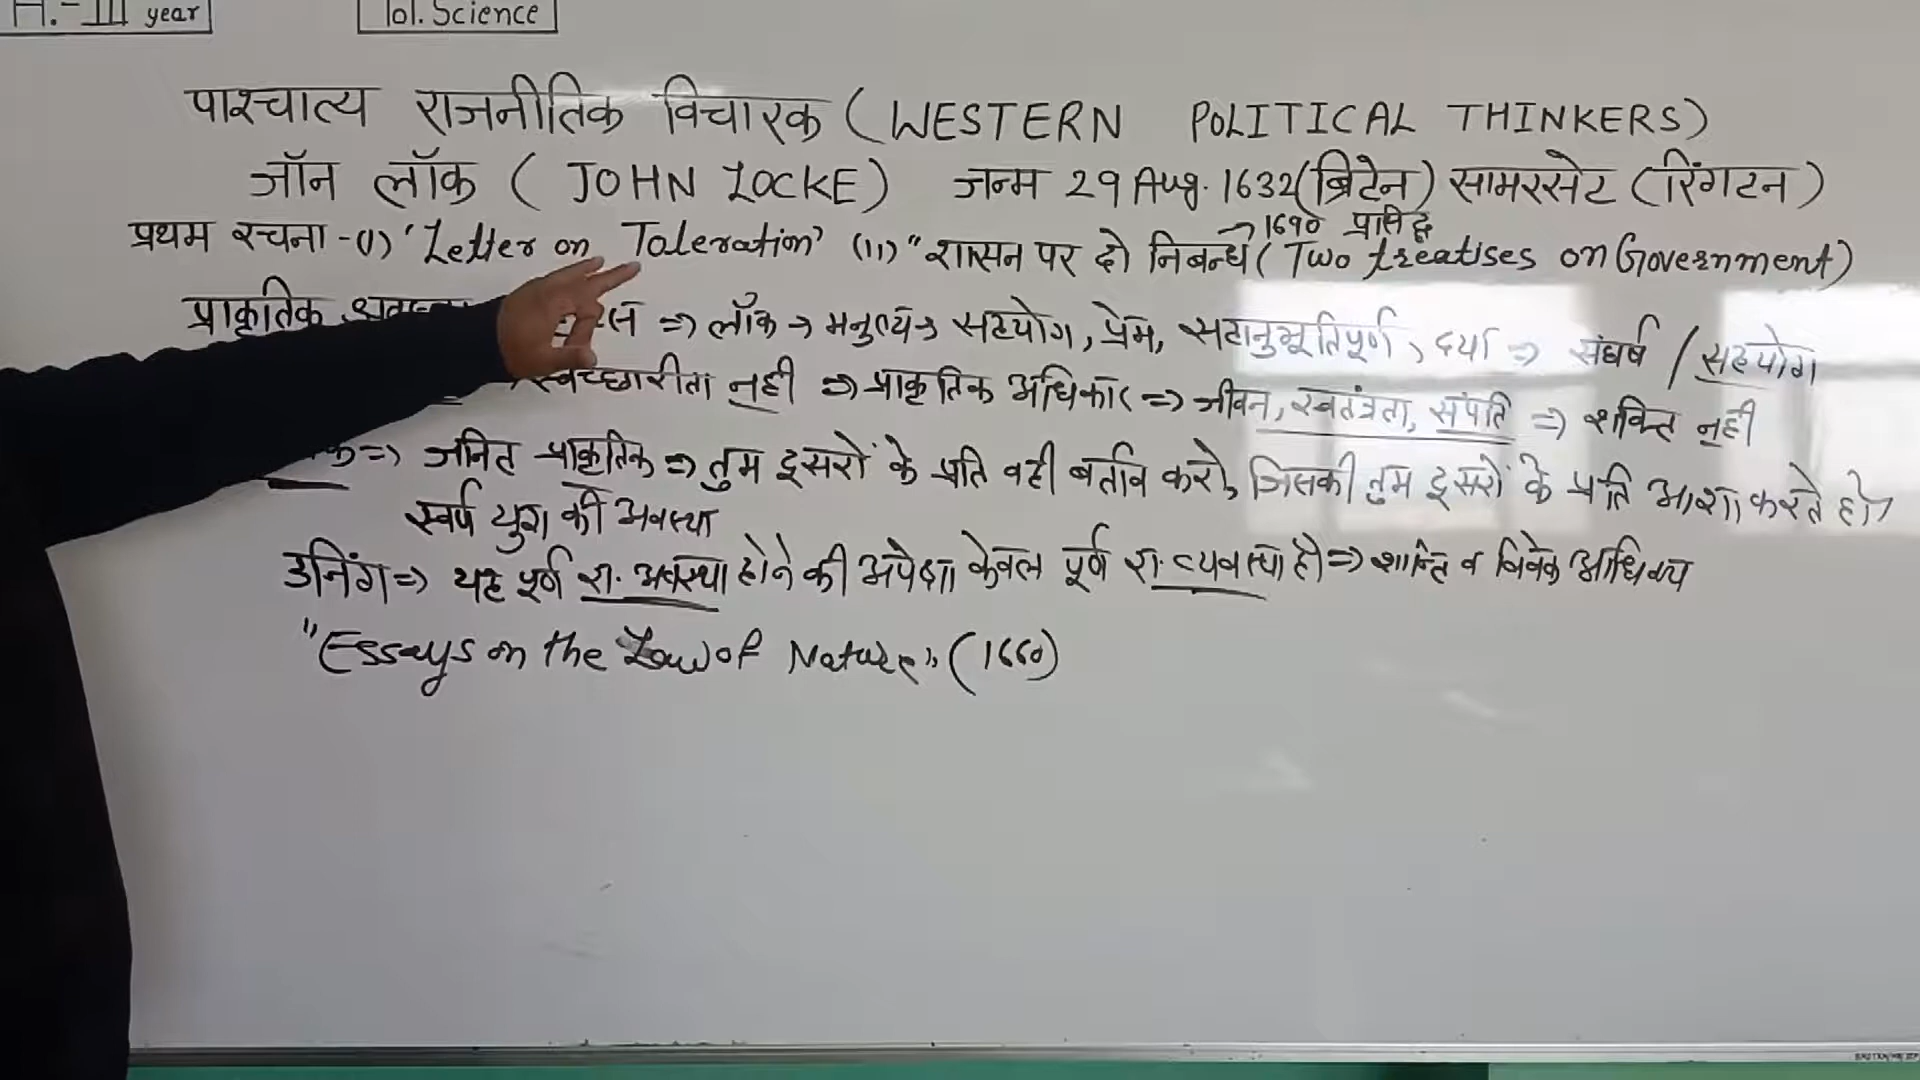 H.-III year
Pol. Science
पाश्चात्य राजनीतिक विचारक (WESTERN POLITICAL THINKERS)
जॉन लॉक (JOHN LOCKE) जन्म 29 Aug. 1632 (ब्रिटेन) सामरसेट (रिंगटन)
→ 1690 प्रसिद्ध
प्रथम रचना - (I) 'Letter on Toleration' (II) "शासन पर दो निबन्ध (Two treatises on Government)
प्राकृतिक ⇒ लॉक → मनुष्य → सहयोग, प्रेम, सहानुभूतिपूर्ण, दया ⇒ संघर्ष / सहयोग
नही ⇒ प्राकृतिक अधिकार ⇒ जीवन, स्वतंत्रता, संपति ⇒ शक्ति नही
⇒ जनित प्राकृतिक ⇒ तुम दूसरों के प्रति वही बर्ताव करो, जिसकी तुम दूसरों के प्रति आशा करते हो,
स्वर्ण युग की अवस्था
डनिंग ⇒ यह पूर्ण रा. अवस्था होने की अपेक्षा केवल पूर्ण रा. व्यवस्था है ⇒ शान्ति व विवेक
"Essays on the Law of Nature" (1660)